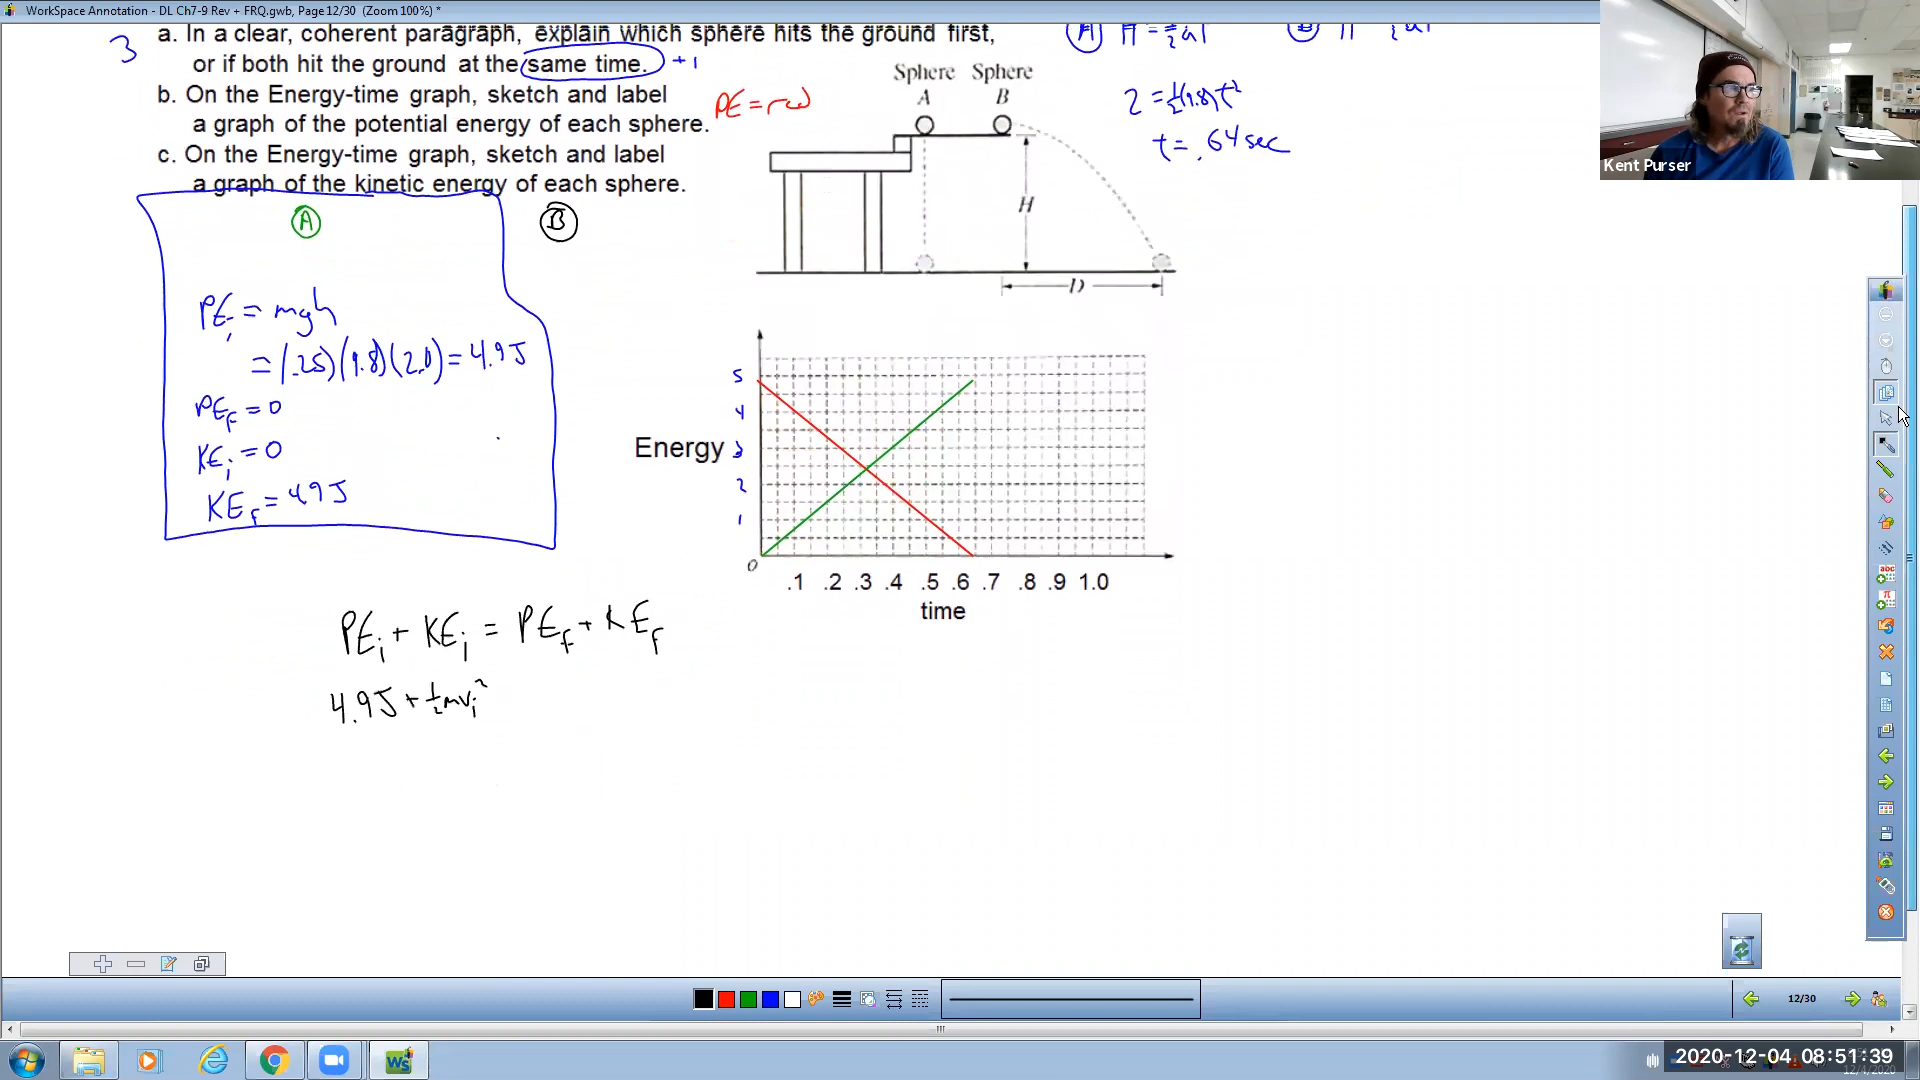 WorkSpace Annotation - DL Ch7-9 Rev + FRQ.gwb, Page 12/30 (Zoom 100%) *
3
a. In a clear, coherent paragraph, explain which sphere hits the ground first,
or if both hit the ground at the same time. +1
b. On the Energy-time graph, sketch and label
a graph of the potential energy of each sphere.
c. On the Energy-time graph, sketch and label
a graph of the kinetic energy of each sphere.
PE = red
Sphere Sphere
A B
H
D
A
B
2 = ½(9.8)t²
t = .64 sec
Kent Purser
A
B
PEi = mgh
= (.25)(9.8)(2.0) = 4.9 J
PEf = 0
KEi = 0
KEf = 4.9 J
5
4
Energy 3
2
1
0
.1 .2 .3 .4 .5 .6 .7 .8 .9 1.0
time
PEi + KEi = PEf + KEf
4.9J + ½mvi²
12/30
2020-12-04 08:51:39